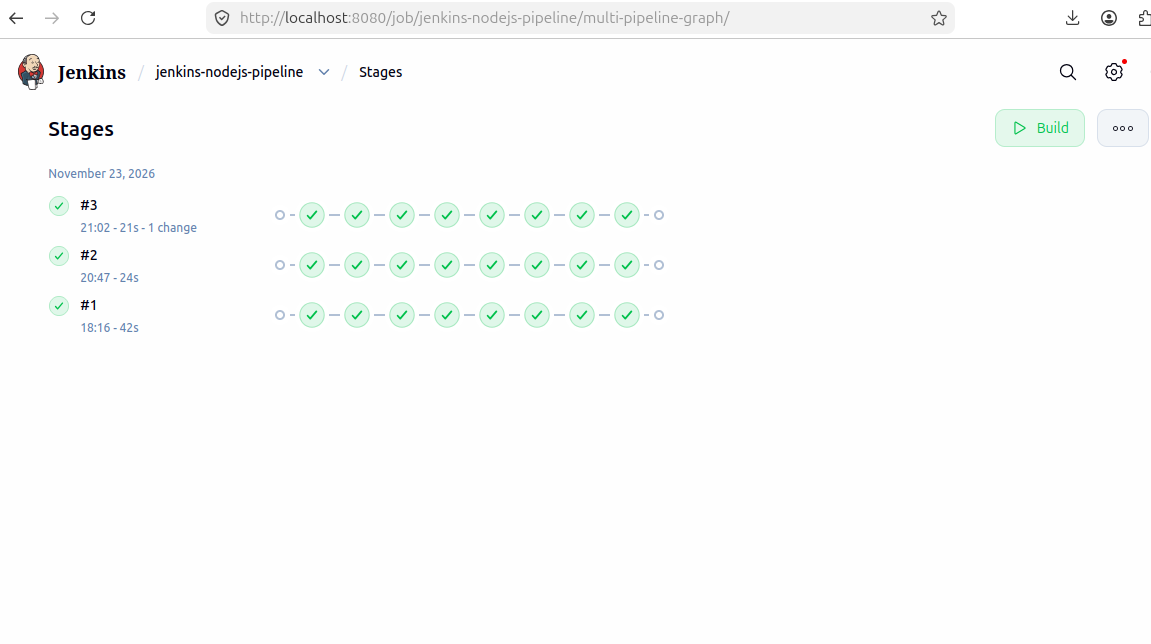 http://localhost:8080/job/jenkins-nodejs-pipeline/multi-pipeline-graph/
Jenkins / jenkins-nodejs-pipeline / Stages
Stages
Build
November 23, 2026
#3
21:02 - 21s - 1 change
#2
20:47 - 24s
#1
18:16 - 42s